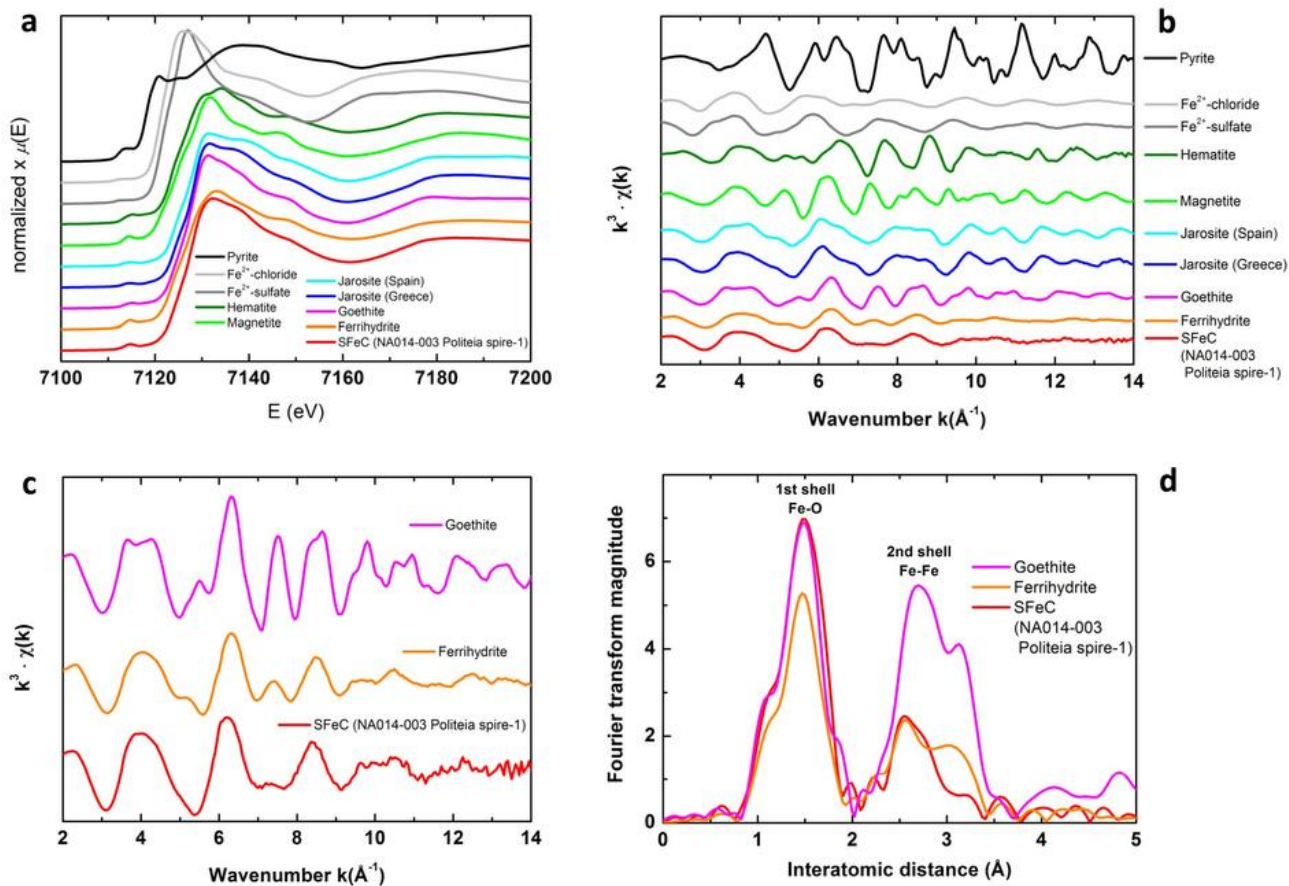 a
normalized x μ(E)
Pyrite
Fe²⁺-chloride
Fe²⁺-sulfate
Hematite
Magnetite
Jarosite (Spain)
Jarosite (Greece)
Goethite
Ferrihydrite
SFeC (NA014-003 Politeia spire-1)
7100 7120 7140 7160 7180 7200
E (eV)
b
k³ · χ(k)
Pyrite
Fe²⁺-chloride
Fe²⁺-sulfate
Hematite
Magnetite
Jarosite (Spain)
Jarosite (Greece)
Goethite
Ferrihydrite
SFeC
(NA014-003
Politeia spire-1)
2 4 6 8 10 12 14
Wavenumber k(Å⁻¹)
c
k³ · χ(k)
Goethite
Ferrihydrite
SFeC (NA014-003 Politeia spire-1)
2 4 6 8 10 12 14
Wavenumber k(Å⁻¹)
d
Fourier transform magnitude
1st shell
Fe-O
2nd shell
Fe-Fe
Goethite
Ferrihydrite
SFeC
(NA014-003
Politeia spire-1)
6
4
2
0
0 1 2 3 4 5
Interatomic distance (Å)